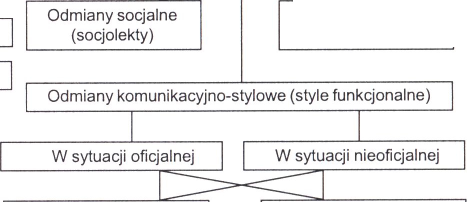 Odmiany socjalne
(socjolekty)
Odmiany komunikacyjno-stylowe (style funkcjonalne)
W sytuacji oficjalnej
W sytuacji nieoficjalnej